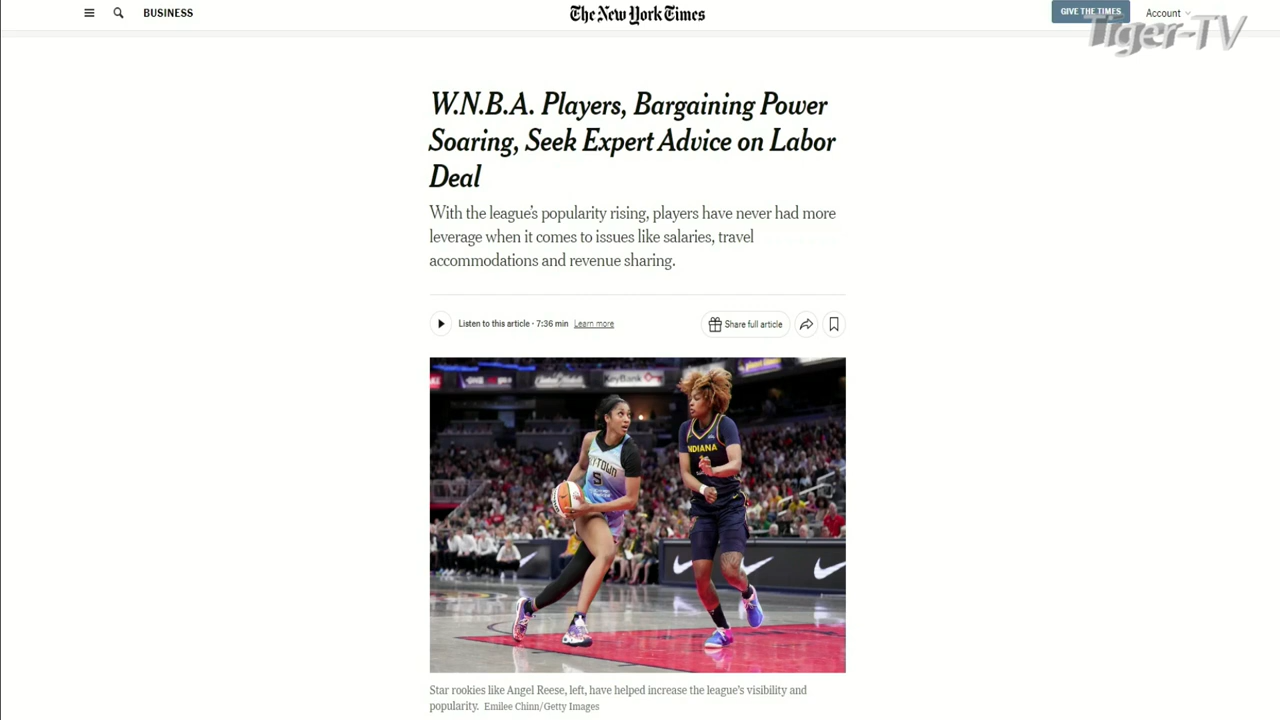 BUSINESS
The New York Times
GIVE THE TIMES
Account
Tiger-TV
W.N.B.A. Players, Bargaining Power
Soaring, Seek Expert Advice on Labor
Deal
With the league's popularity rising, players have never had more
leverage when it comes to issues like salaries, travel
accommodations and revenue sharing.
Listen to this article · 7:36 min Learn more
Share full article
KeyBank
INDIANA
5
Star rookies like Angel Reese, left, have helped increase the league's visibility and
popularity. Emilee Chinn/Getty Images